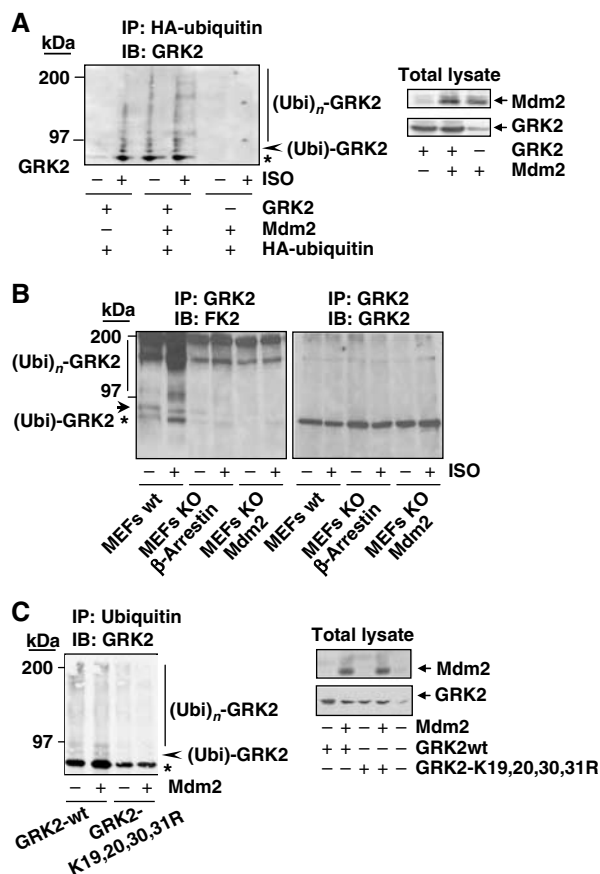 A
IP: HA-ubiquitin
IB: GRK2
kDa
200
97
GRK2
(Ubi)n-GRK2
(Ubi)-GRK2
*
– + – + – + ISO
+ + – GRK2
– + + Mdm2
+ + + HA-ubiquitin
Total lysate
Mdm2
GRK2
+ + – GRK2
– + + Mdm2
B
IP: GRK2
IB: FK2
IP: GRK2
IB: GRK2
kDa
200
(Ubi)n-GRK2
97
(Ubi)-GRK2 *
– + – + – + – + – + – + ISO
MEFs wt
MEFs KO
β-Arrestin
MEFs KO
Mdm2
MEFs wt
MEFs KO
β-Arrestin
MEFs KO
Mdm2
C
IP: Ubiquitin
IB: GRK2
kDa
200
97
(Ubi)n-GRK2
(Ubi)-GRK2
*
– + – + Mdm2
GRK2-wt
GRK2-
K19,20,30,31R
Total lysate
Mdm2
GRK2
– + – + – Mdm2
+ + – – – GRK2wt
– – + + – GRK2-K19,20,30,31R